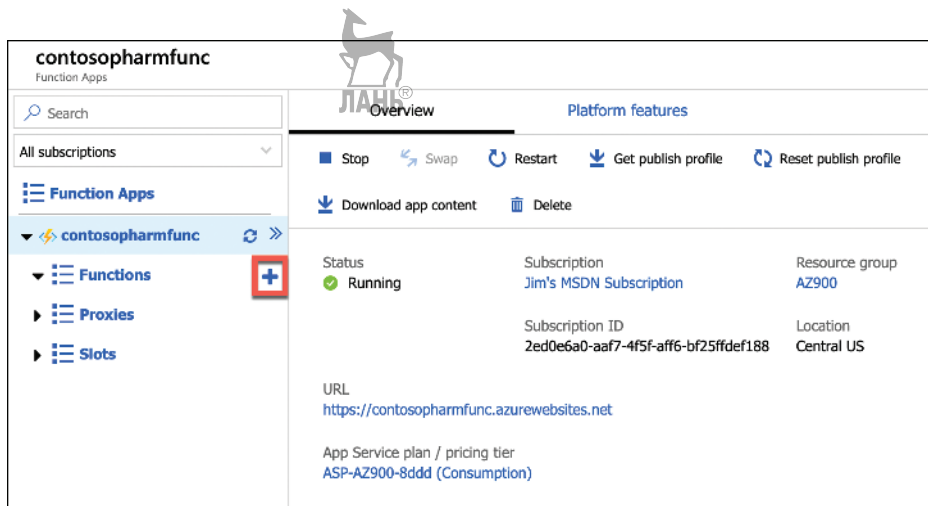 contosopharmfunc
Function Apps
ЛАНЬ®
Search
All subscriptions
Function Apps
contosopharmfunc
Functions
Proxies
Slots
Overview
Platform features
Stop
Swap
Restart
Get publish profile
Reset publish profile
Download app content
Delete
Status
Running
Subscription
Jim's MSDN Subscription
Resource group
AZ900
Subscription ID
2ed0e6a0-aaf7-4f5f-aff6-bf25ffdef188
Location
Central US
URL
https://contosopharmfunc.azurewebsites.net
App Service plan / pricing tier
ASP-AZ900-8ddd (Consumption)